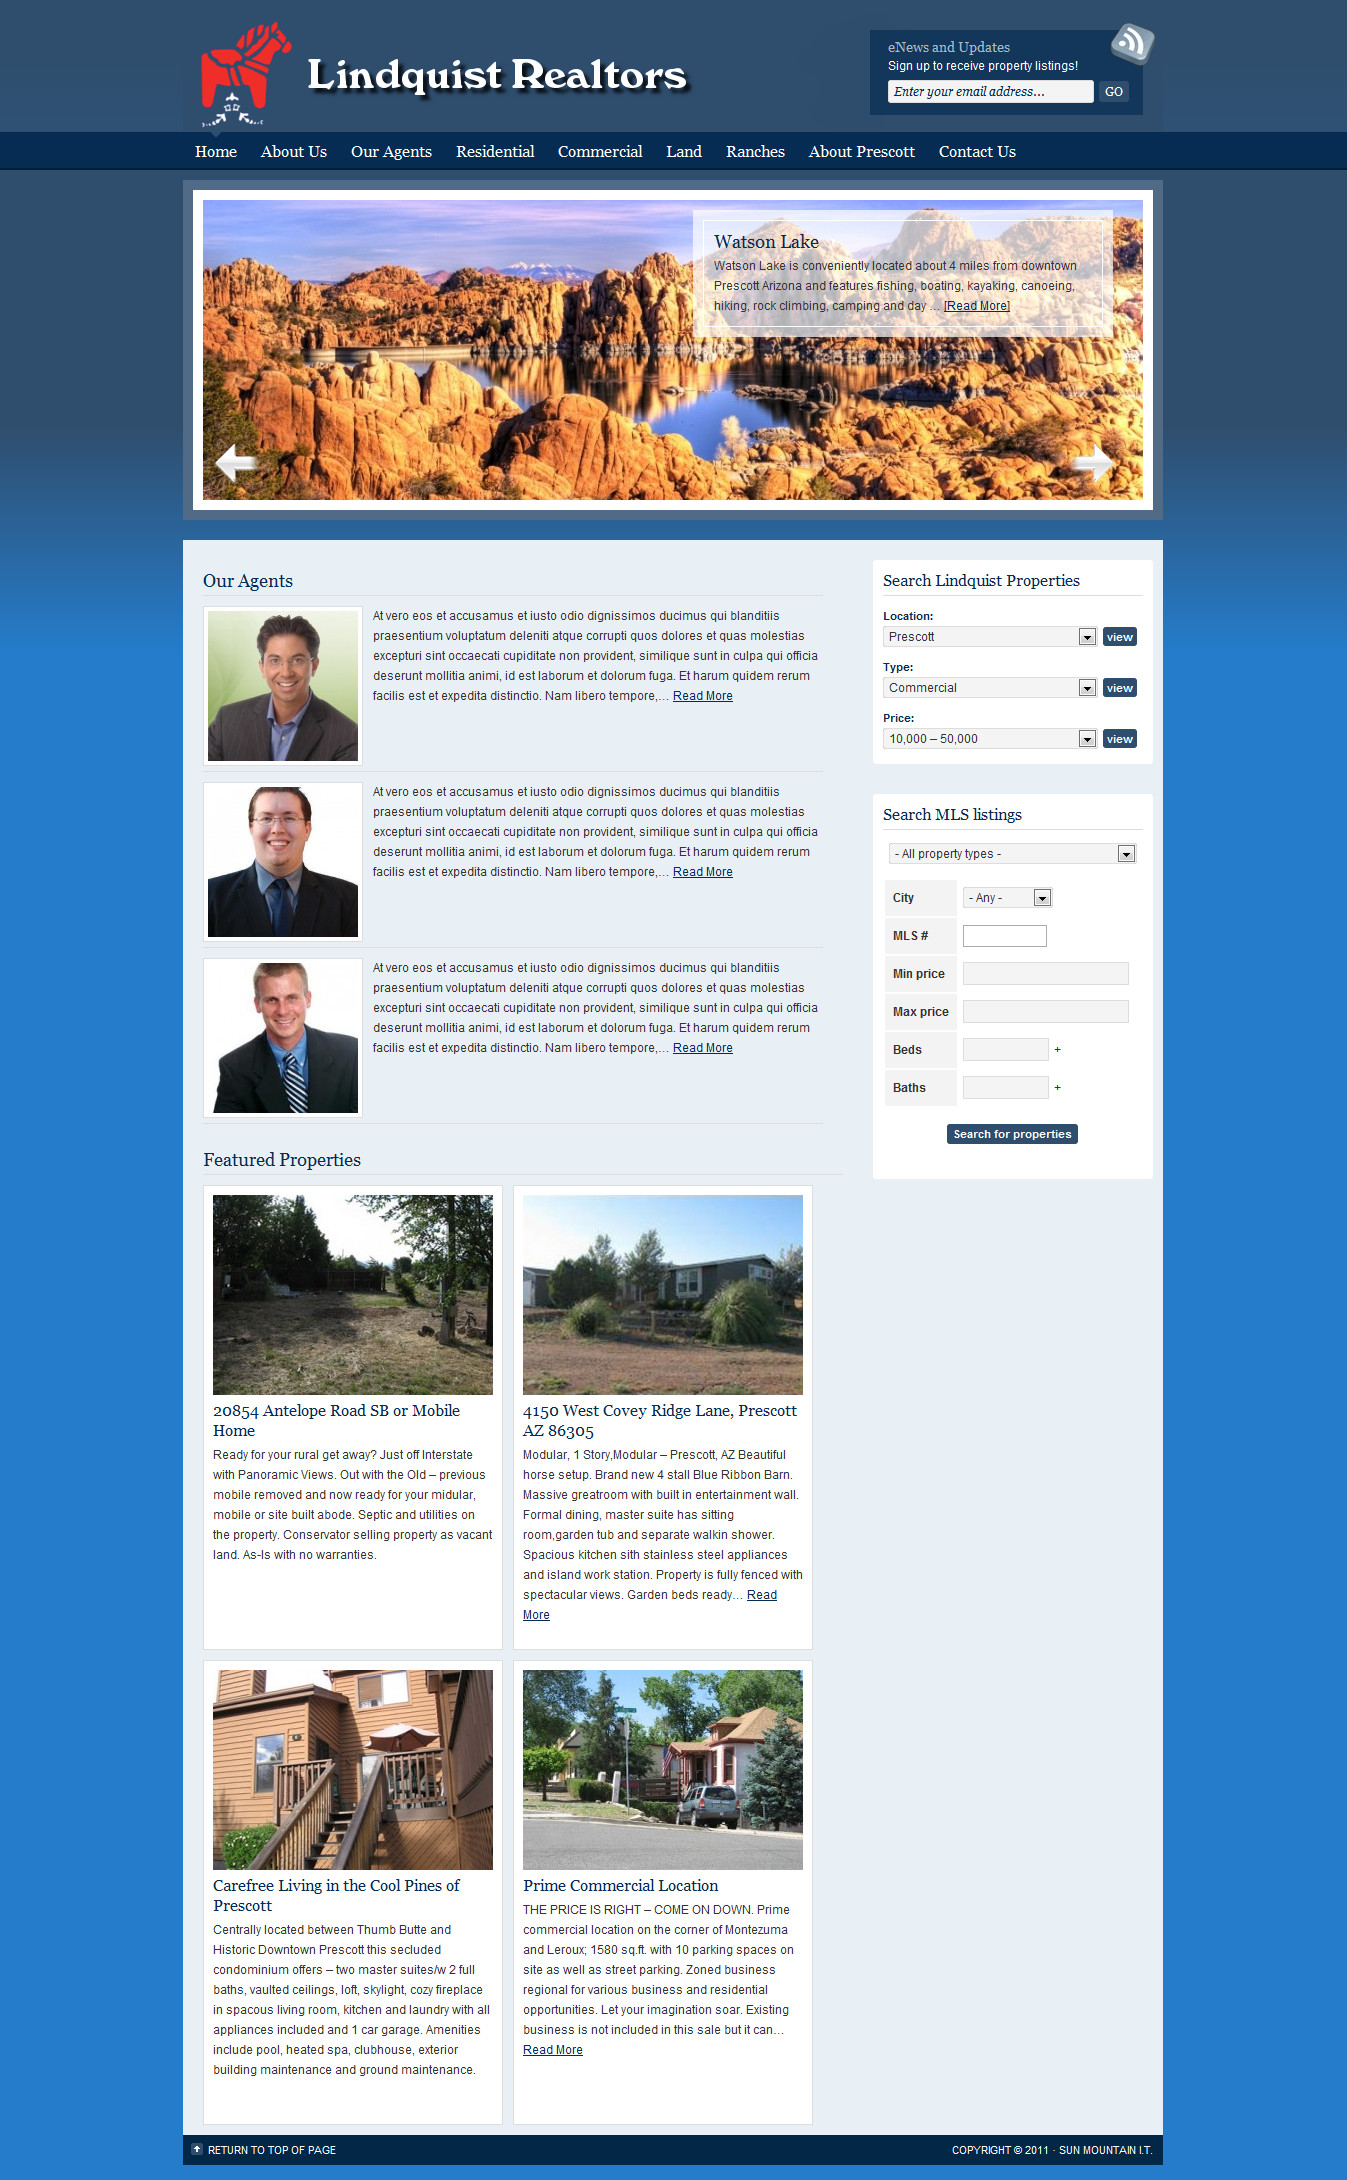 Lindquist Realtors
eNews and Updates
Sign up to receive property listings!
Enter your email address...
GO
Home About Us Our Agents Residential Commercial Land Ranches About Prescott Contact Us
Watson Lake
Watson Lake is conveniently located about 4 miles from downtown
Prescott Arizona and features fishing, boating, kayaking, canoeing,
hiking, rock climbing, camping and day ... [Read More]
Our Agents
At vero eos et accusamus et iusto odio dignissimos ducimus qui blanditiis
praesentium voluptatum deleniti atque corrupti quos dolores et quas molestias
excepturi sint occaecati cupiditate non provident, similique sunt in culpa qui officia
deserunt mollitia animi, id est laborum et dolorum fuga. Et harum quidem rerum
facilis est et expedita distinctio. Nam libero tempore,... Read More
At vero eos et accusamus et iusto odio dignissimos ducimus qui blanditiis
praesentium voluptatum deleniti atque corrupti quos dolores et quas molestias
excepturi sint occaecati cupiditate non provident, similique sunt in culpa qui officia
deserunt mollitia animi, id est laborum et dolorum fuga. Et harum quidem rerum
facilis est et expedita distinctio. Nam libero tempore,... Read More
At vero eos et accusamus et iusto odio dignissimos ducimus qui blanditiis
praesentium voluptatum deleniti atque corrupti quos dolores et quas molestias
excepturi sint occaecati cupiditate non provident, similique sunt in culpa qui officia
deserunt mollitia animi, id est laborum et dolorum fuga. Et harum quidem rerum
facilis est et expedita distinctio. Nam libero tempore,... Read More
Search Lindquist Properties
Location:
Prescott view
Type:
Commercial view
Price:
10,000 – 50,000 view
Search MLS listings
- All property types -
City - Any -
MLS #
Min price
Max price
Beds +
Baths +
Search for properties
Featured Properties
20854 Antelope Road SB or Mobile
Home
Ready for your rural get away? Just off Interstate
with Panoramic Views. Out with the Old – previous
mobile removed and now ready for your midular,
mobile or site built abode. Septic and utilities on
the property. Conservator selling property as vacant
land. As-Is with no warranties.
4150 West Covey Ridge Lane, Prescott
AZ 86305
Modular, 1 Story,Modular – Prescott, AZ Beautiful
horse setup. Brand new 4 stall Blue Ribbon Barn.
Massive greatroom with built in entertainment wall.
Formal dining, master suite has sitting
room,garden tub and separate walkin shower.
Spacious kitchen sith stainless steel appliances
and island work station. Property is fully fenced with
spectacular views. Garden beds ready... Read
More
Carefree Living in the Cool Pines of
Prescott
Centrally located between Thumb Butte and
Historic Downtown Prescott this secluded
condominium offers – two master suites/w 2 full
baths, vaulted ceilings, loft, skylight, cozy fireplace
in spacous living room, kitchen and laundry with all
appliances included and 1 car garage. Amenities
include pool, heated spa, clubhouse, exterior
building maintenance and ground maintenance.
Prime Commercial Location
THE PRICE IS RIGHT – COME ON DOWN. Prime
commercial location on the corner of Montezuma
and Leroux; 1580 sq.ft. with 10 parking spaces on
site as well as street parking. Zoned business
regional for various business and residential
opportunities. Let your imagination soar. Existing
business is not included in this sale but it can...
Read More
RETURN TO TOP OF PAGE
COPYRIGHT © 2011 · SUN MOUNTAIN I.T.